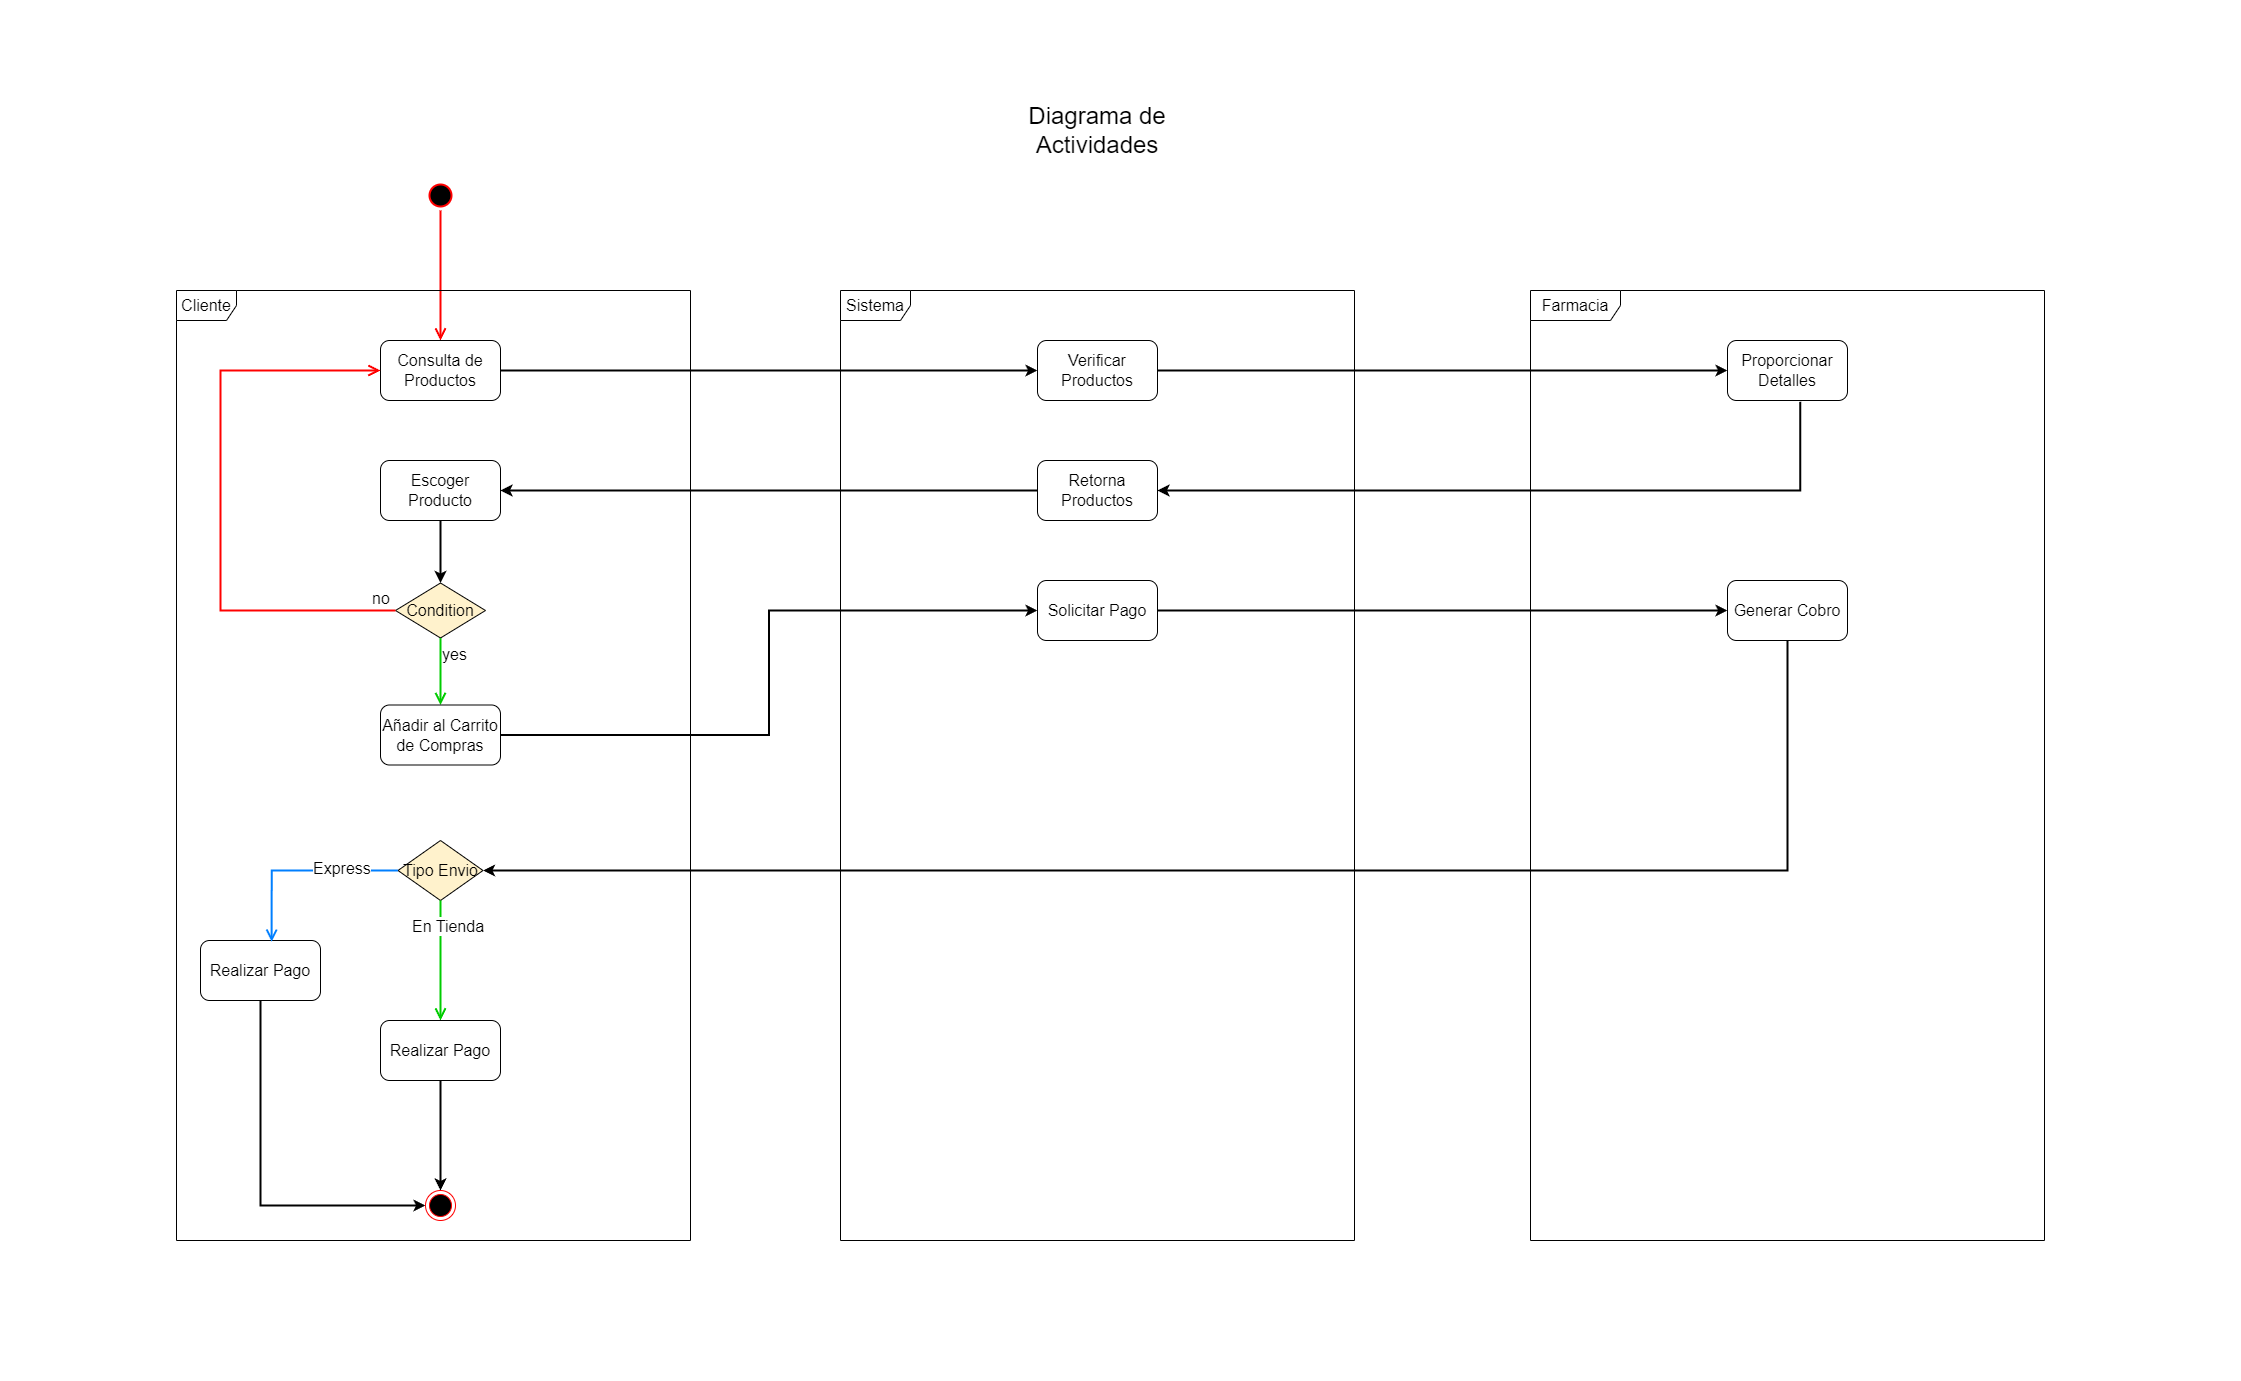 Diagrama de
Actividades
Cliente
Sistema
Farmacia
Consulta de
Productos
Verificar
Productos
Proporcionar
Detalles
Escoger
Producto
Retorna
Productos
no
Condition
Solicitar Pago
Generar Cobro
yes
Añadir al Carrito
de Compras
Express
Tipo Envio
En Tienda
Realizar Pago
Realizar Pago